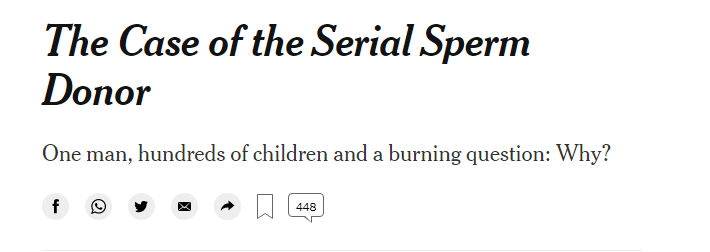 The Case of the Serial Sperm
Donor
One man, hundreds of children and a burning question: Why?
448